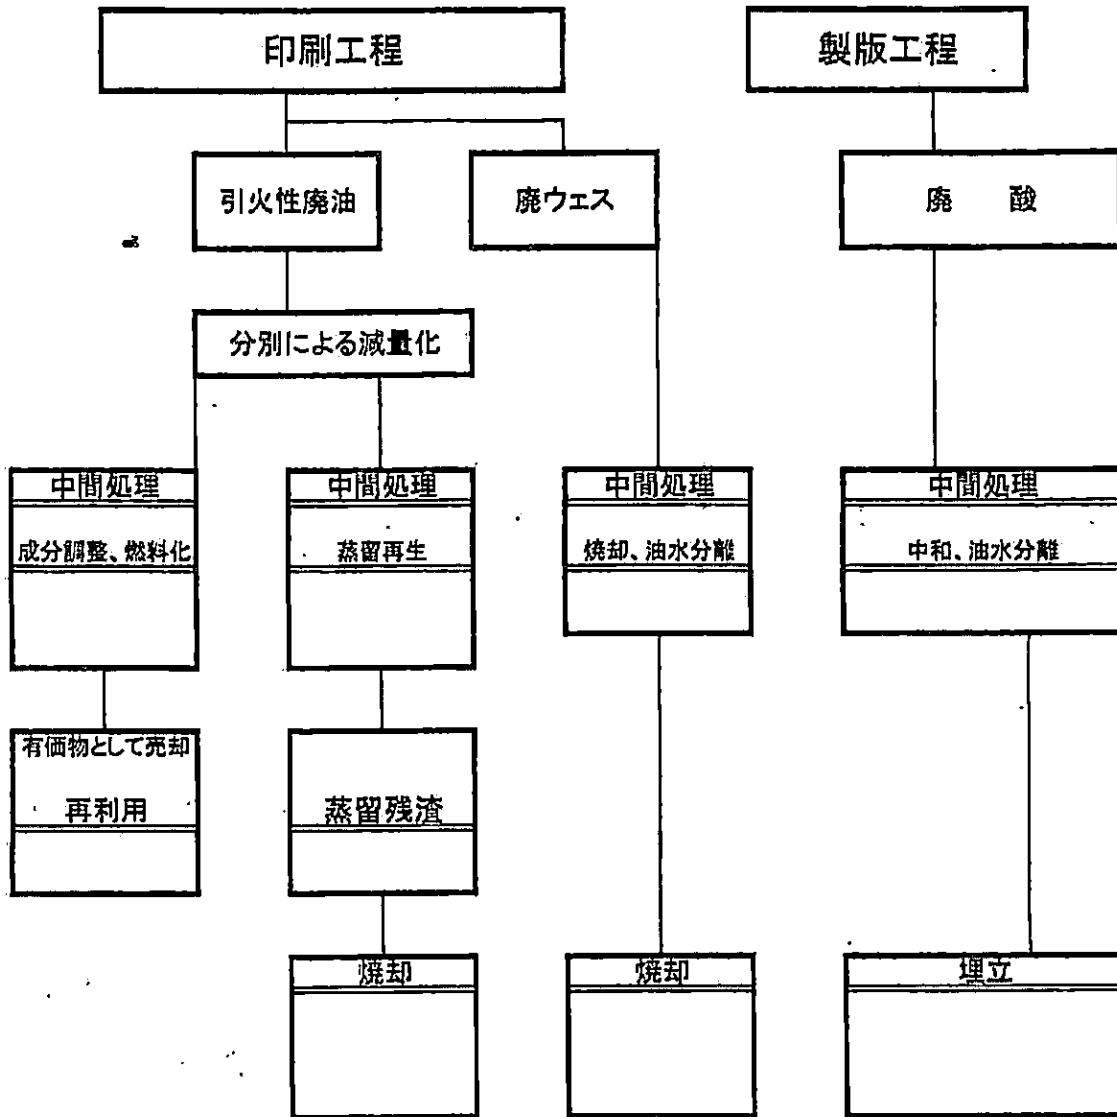 印刷工程
製版工程
引火性廃油
廃ウェス
廃　酸
分別による減量化
中間処理
中間処理
中間処理
中間処理
成分調整、燃料化
蒸留再生
焼却、油水分離
中和、油水分離
有価物として売却
再利用
蒸留残渣
焼却
焼却
埋立